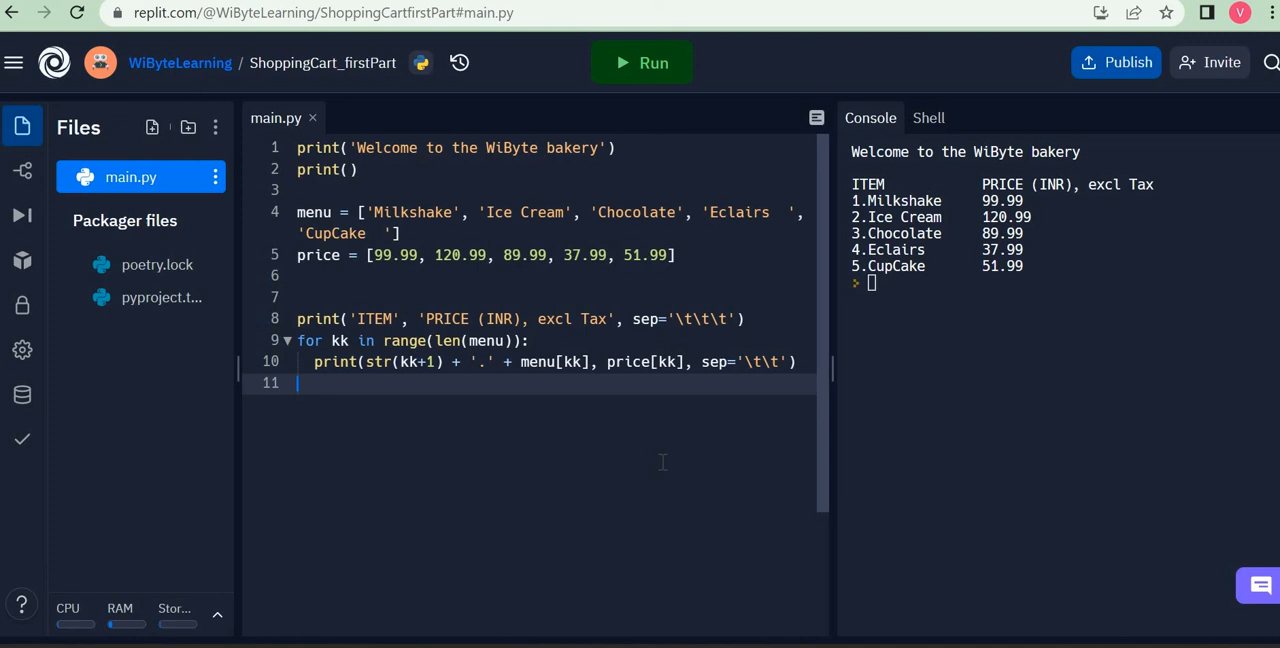 replit.com/@WiByteLearning/ShoppingCartfirstPart#main.py
V
WiByteLearning / ShoppingCart_firstPart
Run
Publish
Invite
Files
main.py
Packager files
poetry.lock
pyproject.t...
CPU RAM Stor...
main.py ×
1 print('Welcome to the WiByte bakery')
2 print()
3
4 menu = ['Milkshake', 'Ice Cream', 'Chocolate', 'Eclairs  ',
'CupCake  ']
5 price = [99.99, 120.99, 89.99, 37.99, 51.99]
6
7
8 print('ITEM', 'PRICE (INR), excl Tax', sep='\t\t\t')
9 for kk in range(len(menu)):
10   print(str(kk+1) + '.' + menu[kk], price[kk], sep='\t\t')
11
Console Shell
Welcome to the WiByte bakery
ITEM PRICE (INR), excl Tax
1.Milkshake 99.99
2.Ice Cream 120.99
3.Chocolate 89.99
4.Eclairs 37.99
5.CupCake 51.99